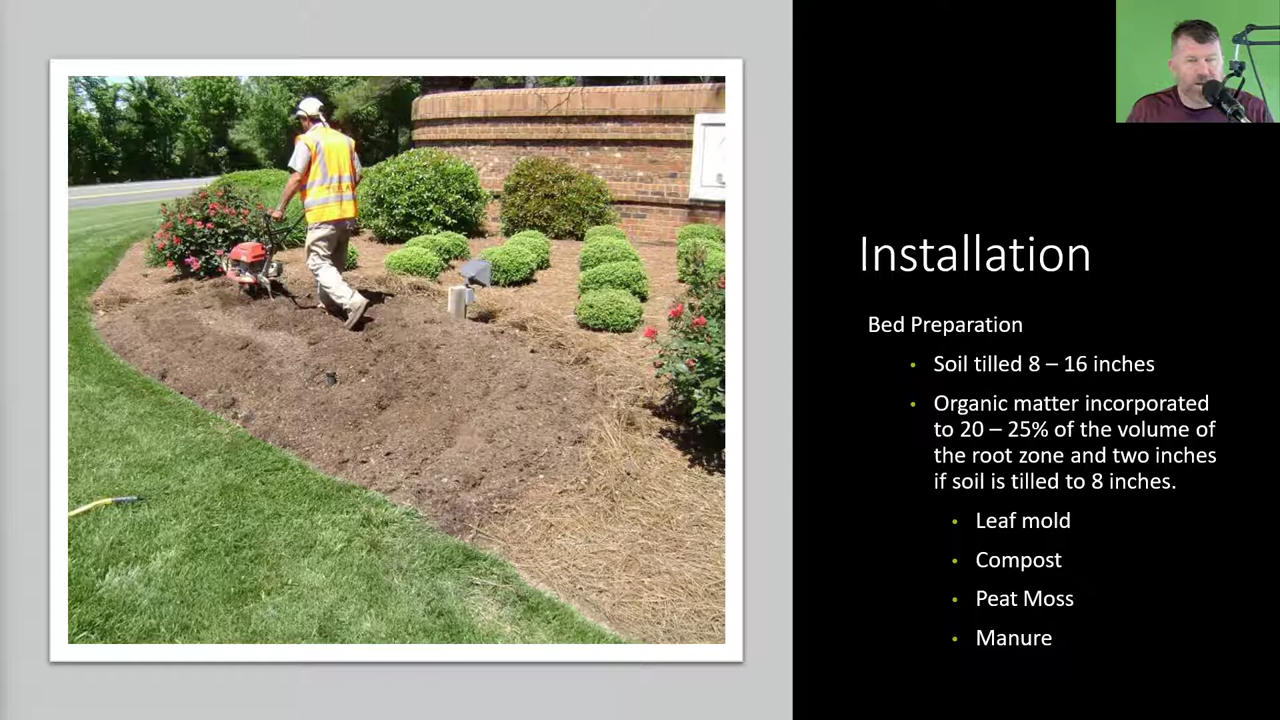 Installation
Bed Preparation
• Soil tilled 8 – 16 inches
• Organic matter incorporated
to 20 – 25% of the volume of
the root zone and two inches
if soil is tilled to 8 inches.
• Leaf mold
• Compost
• Peat Moss
• Manure